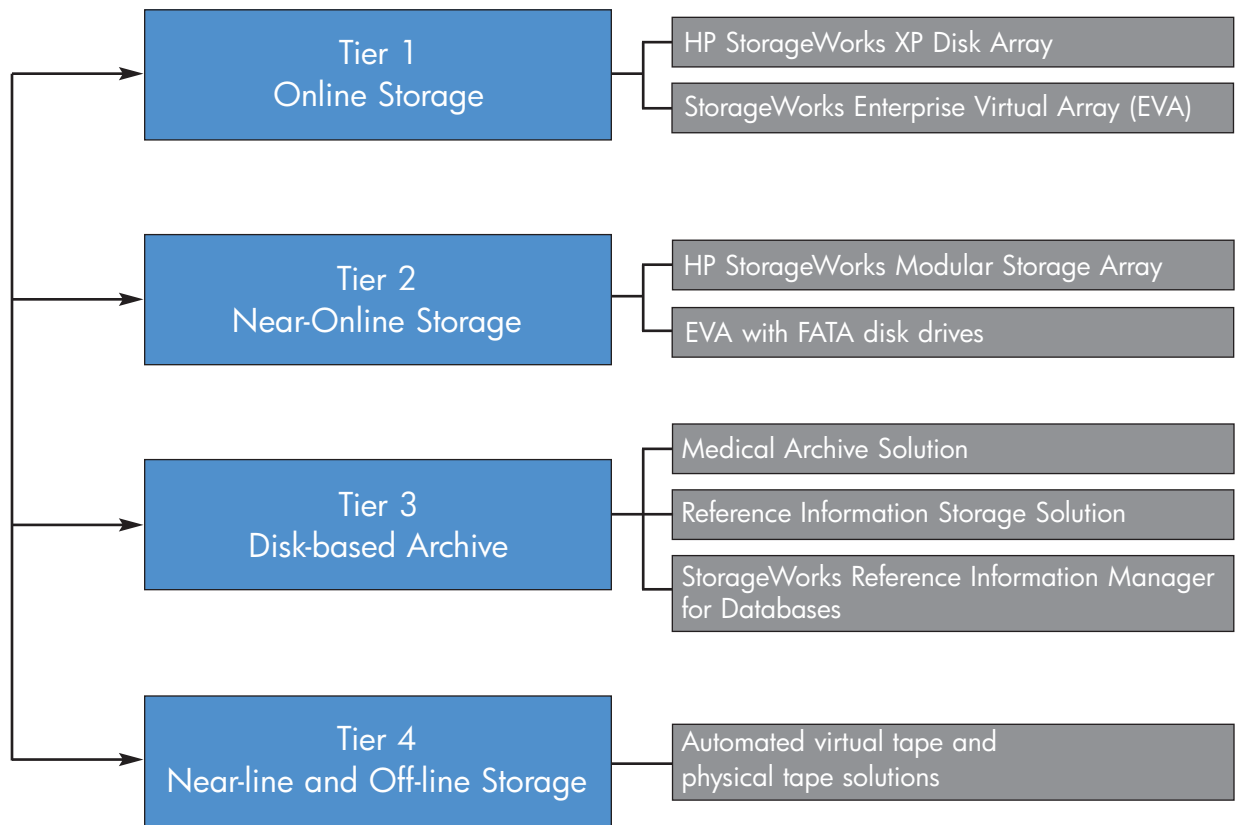 Tier 1
Online Storage
HP StorageWorks XP Disk Array
StorageWorks Enterprise Virtual Array (EVA)
Tier 2
Near-Online Storage
HP StorageWorks Modular Storage Array
EVA with FATA disk drives
Tier 3
Disk-based Archive
Medical Archive Solution
Reference Information Storage Solution
StorageWorks Reference Information Manager
for Databases
Tier 4
Near-line and Off-line Storage
Automated virtual tape and
physical tape solutions